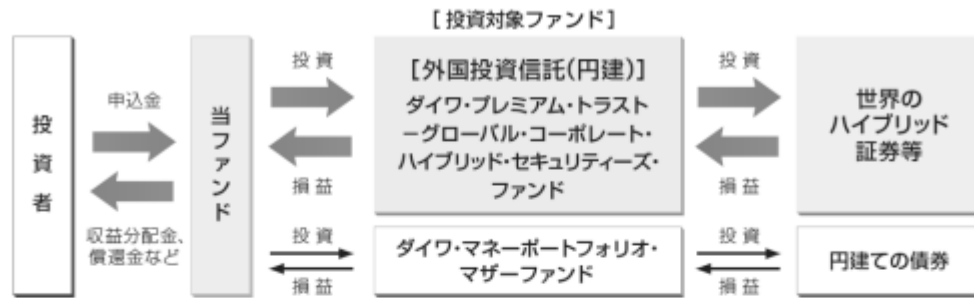 [投資対象ファンド]
投資者
申込金
収益分配金、
償還金など
当ファンド
投資
損益
[外国投資信託(円建)]
ダイワ・プレミアム・トラスト
－グローバル・コーポレート・
ハイブリッド・セキュリティーズ・
ファンド
投資
損益
世界の
ハイブリッド
証券等
投資
損益
ダイワ・マネーポートフォリオ・
マザーファンド
投資
損益
円建ての債券